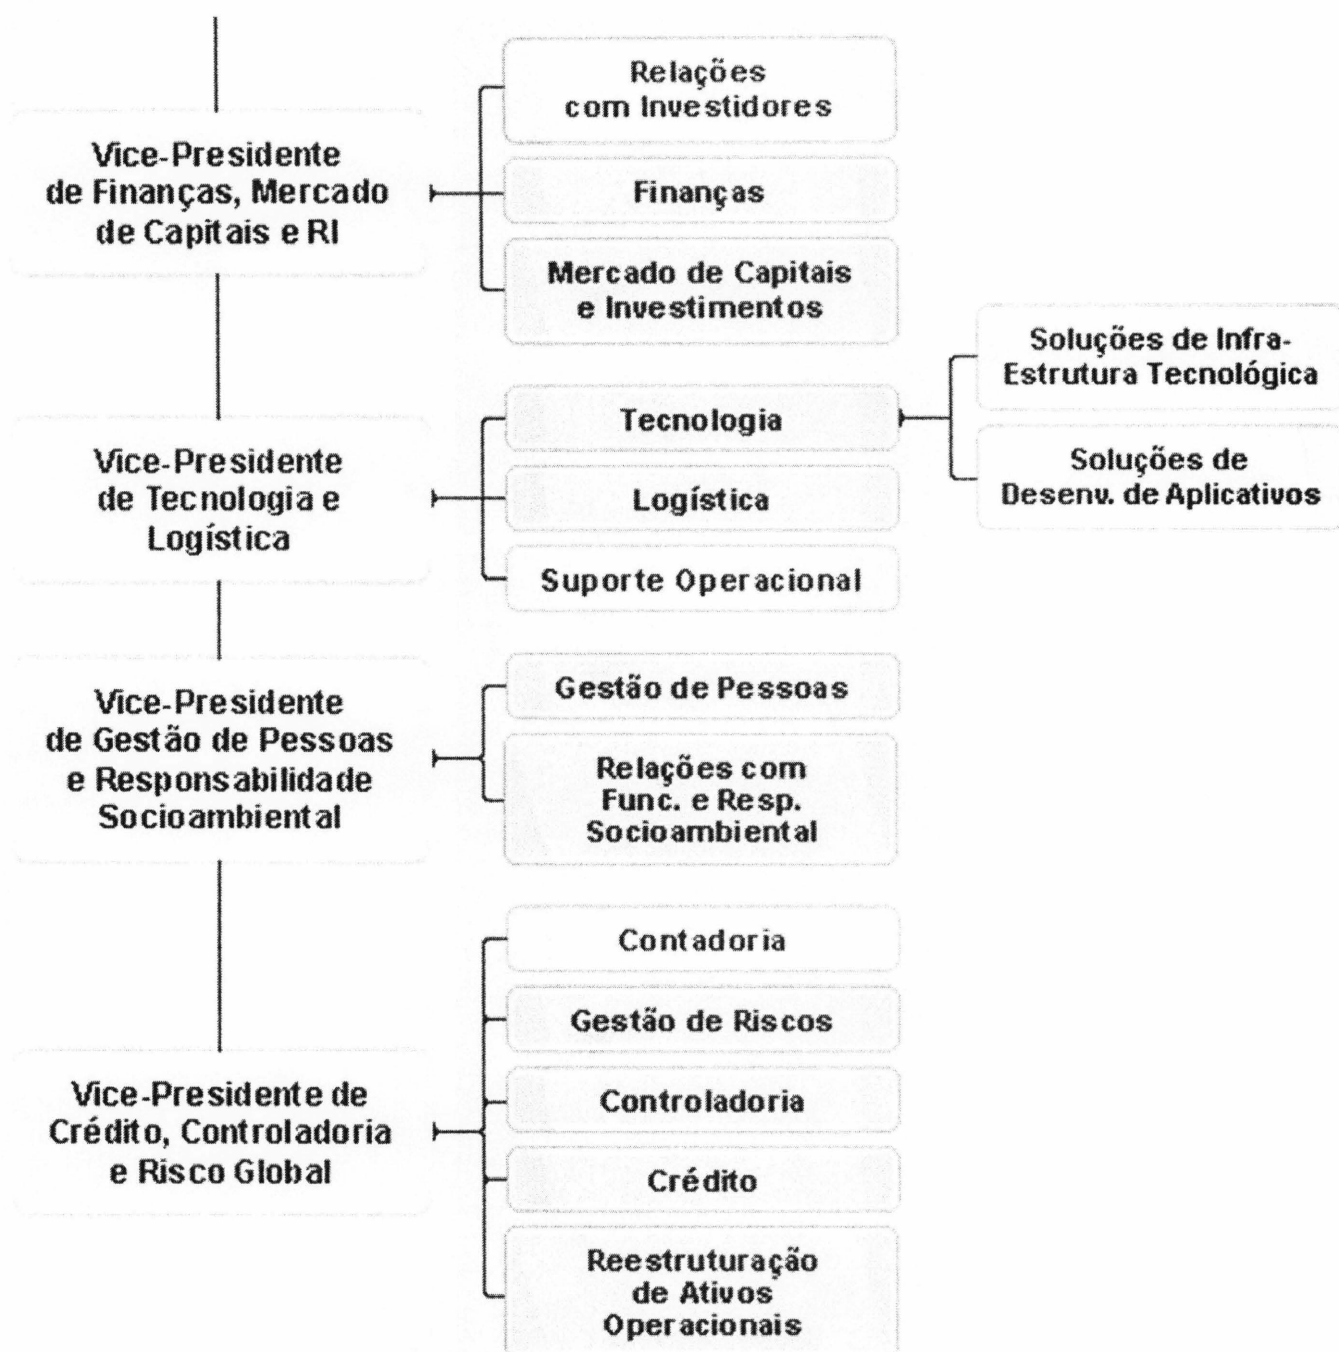 Vice-Presidente
de Finanças, Mercado
de Capitais e RI
Relações
com Investidores
Finanças
Mercado de Capitais
e Investimentos
Vice-Presidente
de Tecnologia e
Logística
Tecnologia
Soluções de Infra-
Estrutura Tecnológica
Soluções de
Desenv. de Aplicativos
Logística
Suporte Operacional
Vice-Presidente
de Gestão de Pessoas
e Responsabilidade
Socioambiental
Gestão de Pessoas
Relações com
Func. e Resp.
Socioambiental
Vice-Presidente de
Crédito, Controladoria
e Risco Global
Contadoria
Gestão de Riscos
Controladoria
Crédito
Reestruturação
de Ativos
Operacionais